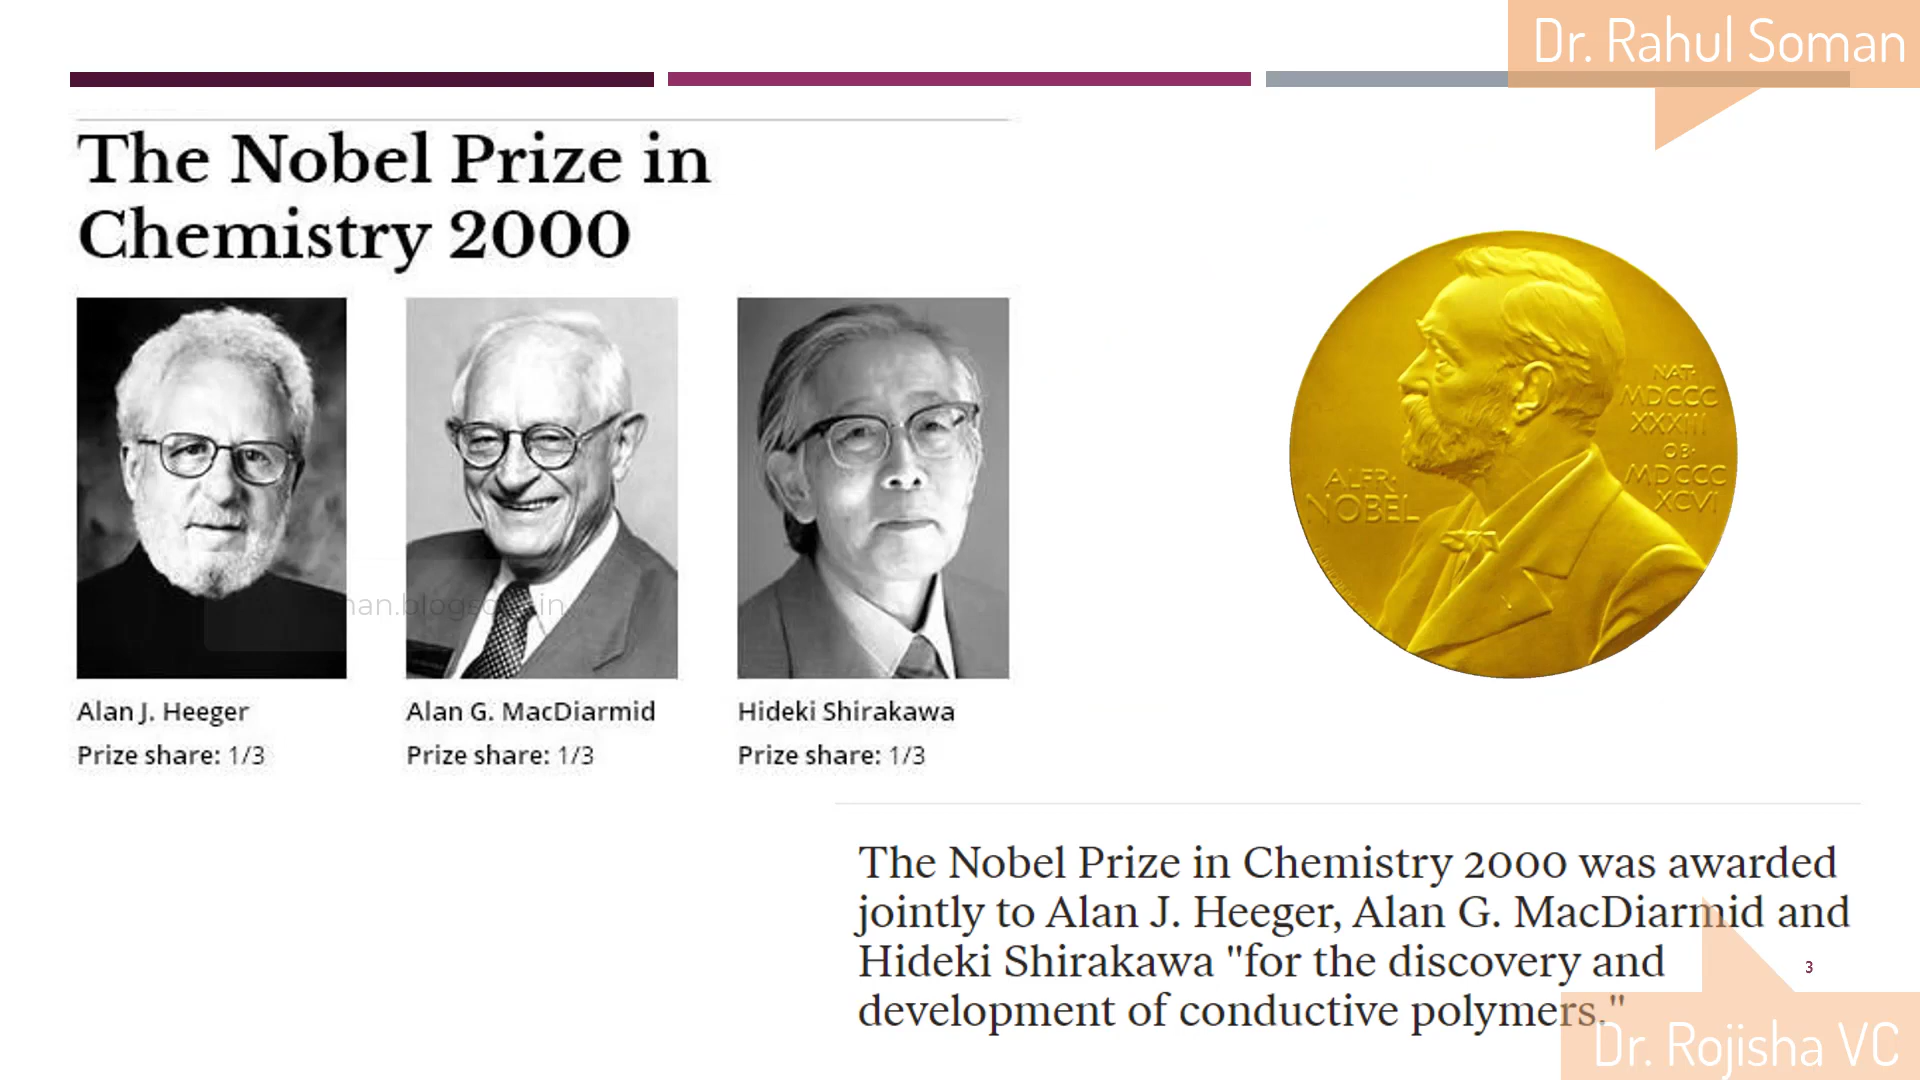 Dr. Rahul Soman
The Nobel Prize in
Chemistry 2000
NAT·
MDCCC
XXXIII
OB·
MDCCC
XCVI
ALFR·
NOBEL
Alan J. Heeger
Prize share: 1/3
Alan G. MacDiarmid
Prize share: 1/3
Hideki Shirakawa
Prize share: 1/3
The Nobel Prize in Chemistry 2000 was awarded
jointly to Alan J. Heeger, Alan G. MacDiarmid and
Hideki Shirakawa "for the discovery and
development of conductive polymers."
3
Dr. Rojisha VC